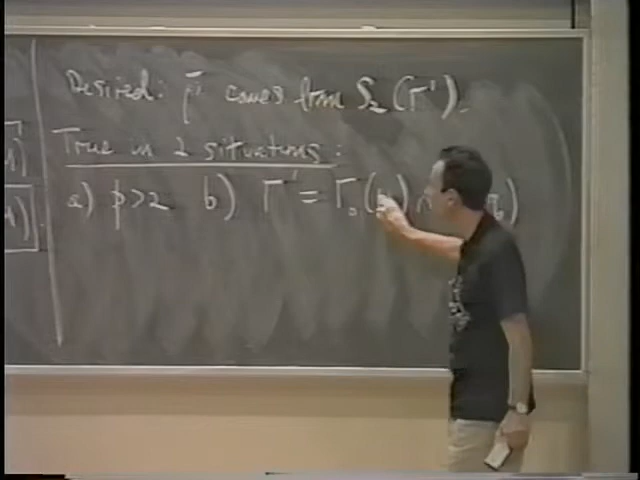 Desired: ρ̄ comes from S₂(Γ').
True in 2 situations:
a) p>2 b) Γ' = Γ₀(